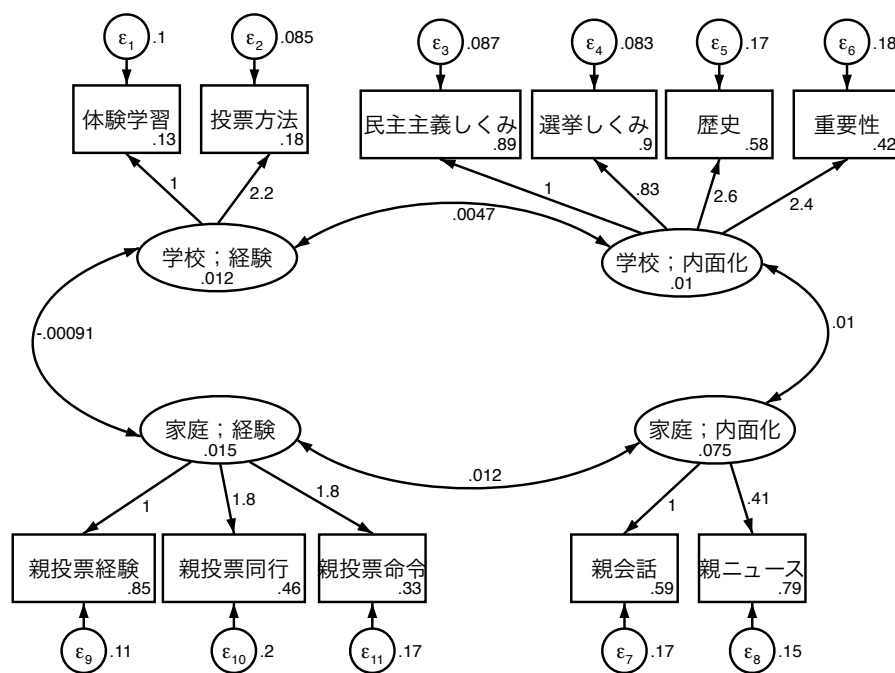 ε1 .1
ε2 .085
ε3 .087
ε4 .083
ε5 .17
ε6 .18
体験学習
.13
投票方法
.18
民主主義しくみ
.89
選挙しくみ
.9
歴史
.58
重要性
.42
1
2.2
1
.83
2.6
2.4
.0047
学校；経験
.012
学校；内面化
.01
-.00091
.01
家庭；経験
.015
家庭；内面化
.075
.012
1
1.8
1.8
1
.41
親投票経験
.85
親投票同行
.46
親投票命令
.33
親会話
.59
親ニュース
.79
ε9 .11
ε10 .2
ε11 .17
ε7 .17
ε8 .15